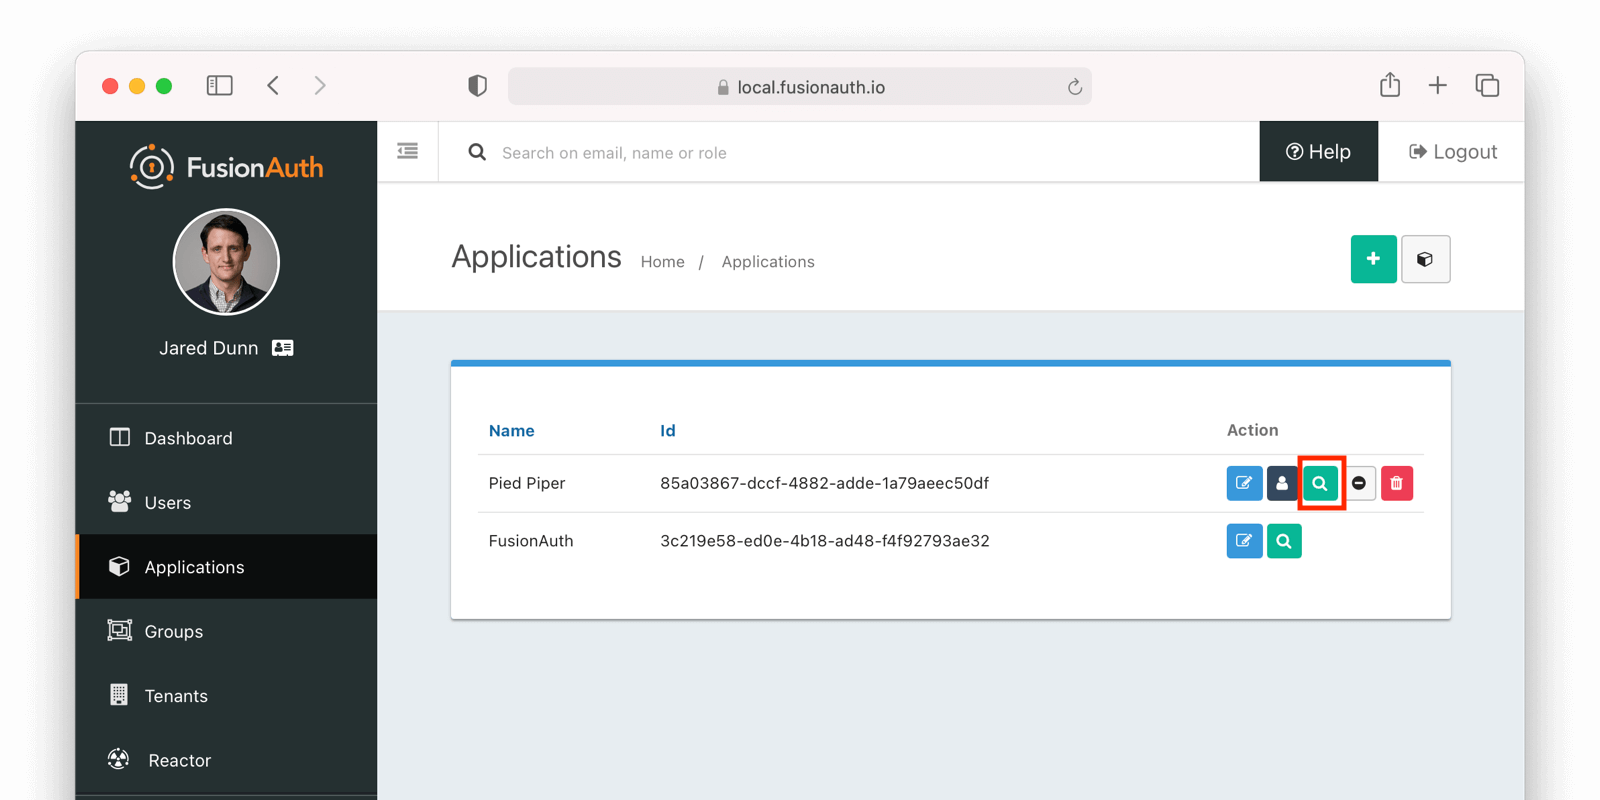 local.fusionauth.io
FusionAuth
Search on email, name or role
Help
Logout
Jared Dunn
Applications
Home / Applications
Dashboard
Users
Applications
Groups
Tenants
Reactor
Name Id Action
Pied Piper 85a03867-dccf-4882-adde-1a79aeec50df
FusionAuth 3c219e58-ed0e-4b18-ad48-f4f92793ae32